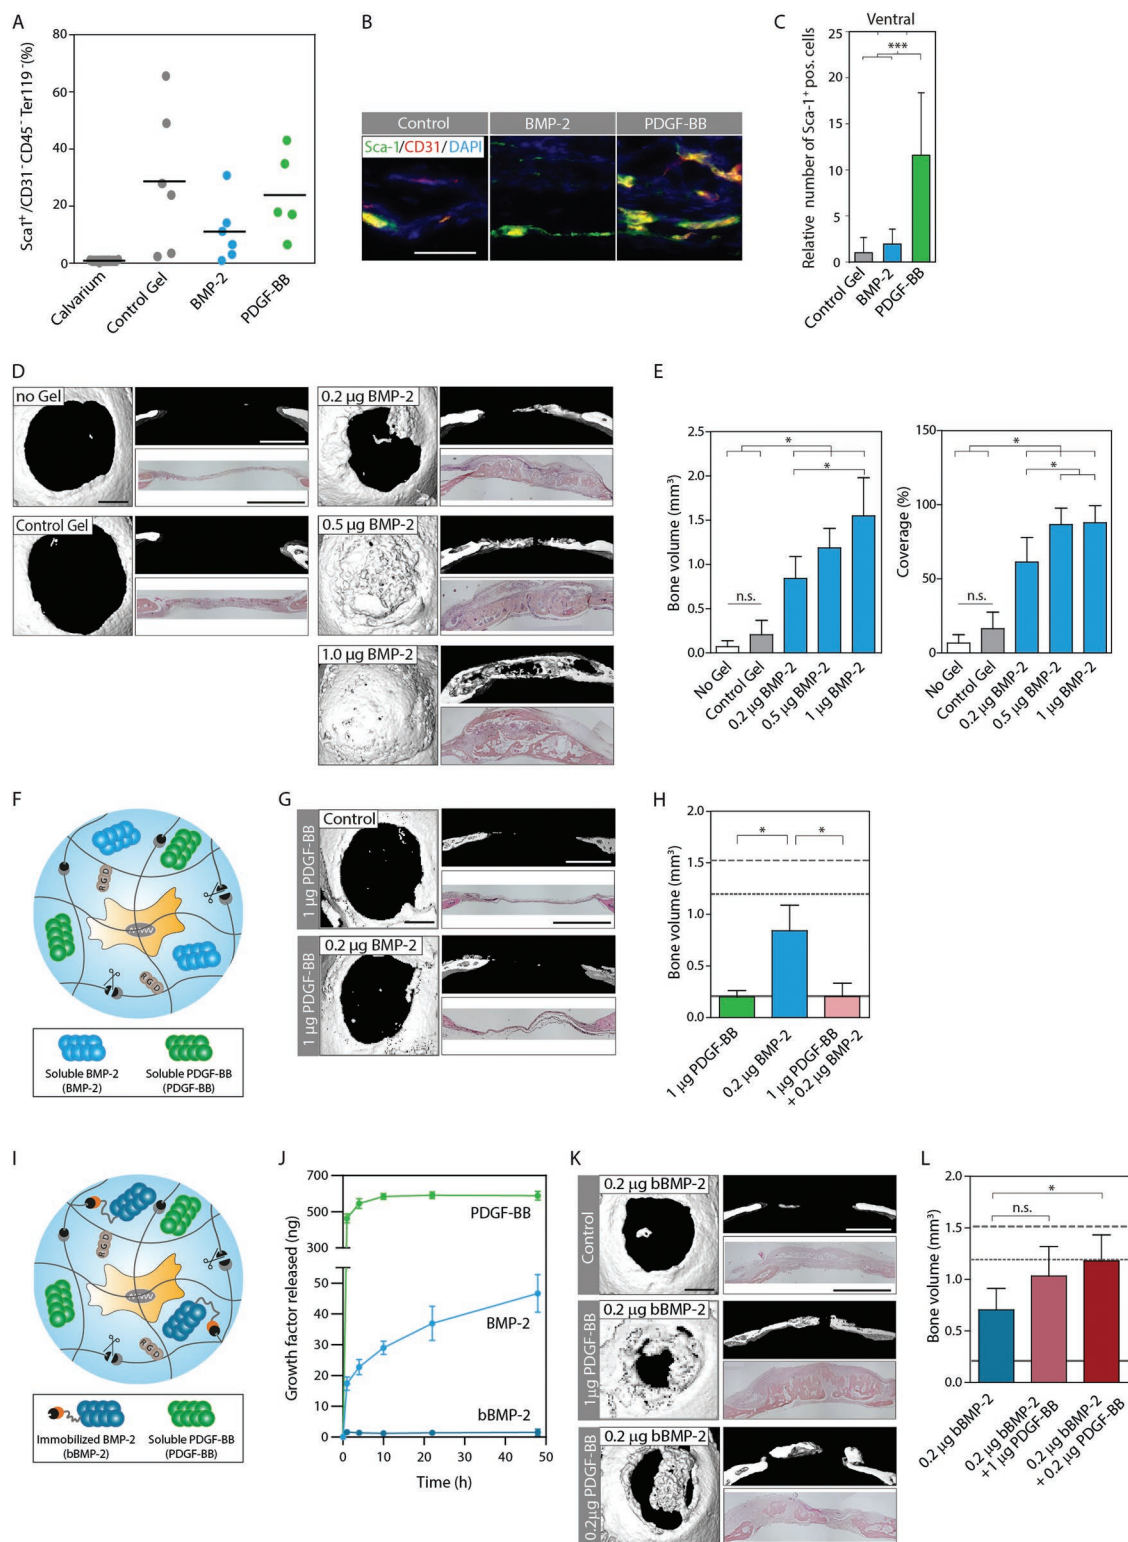 A
Sca1⁺/CD31⁻CD45⁻Ter119⁻(%)
80
60
40
20
0
Calvarium
Control Gel
BMP-2
PDGF-BB
B
Control
BMP-2
PDGF-BB
Sca-1/CD31/DAPI
C
Ventral
Relative number of Sca-1⁺ pos. cells
25
20
15
10
5
0
***
Control Gel
BMP-2
PDGF-BB
D
no Gel
Control Gel
0.2 µg BMP-2
0.5 µg BMP-2
1.0 µg BMP-2
E
Bone volume (mm³)
2.5
2.0
1.5
1.0
0.5
0.0
*
*
n.s.
No Gel
Control Gel
0.2 µg BMP-2
0.5 µg BMP-2
1 µg BMP-2
Coverage (%)
150
100
50
0
*
*
n.s.
No Gel
Control Gel
0.2 µg BMP-2
0.5 µg BMP-2
1 µg BMP-2
F
RGD
RGD
Soluble BMP-2
(BMP-2)
Soluble PDGF-BB
(PDGF-BB)
G
1 µg PDGF-BB
Control
1 µg PDGF-BB
0.2 µg BMP-2
H
Bone volume (mm³)
2.0
1.5
1.0
0.5
0.0
*
*
1 µg PDGF-BB
0.2 µg BMP-2
1 µg PDGF-BB
+ 0.2 µg BMP-2
I
RGD
RGD
Immobilized BMP-2
(bBMP-2)
Soluble PDGF-BB
(PDGF-BB)
J
Growth factor released (ng)
700
500
300
50
40
30
20
10
0
PDGF-BB
BMP-2
bBMP-2
0
10
20
30
40
50
Time (h)
K
Control
0.2 µg bBMP-2
1µg PDGF-BB
0.2 µg bBMP-2
0.2µg PDGF-BB
0.2 µg bBMP-2
L
Bone volume (mm³)
2.0
1.5
1.0
0.5
0.0
*
n.s.
0.2 µg bBMP-2
0.2 µg bBMP-2
+1 µg PDGF-BB
0.2 µg bBMP-2
+ 0.2 µg PDGF-BB